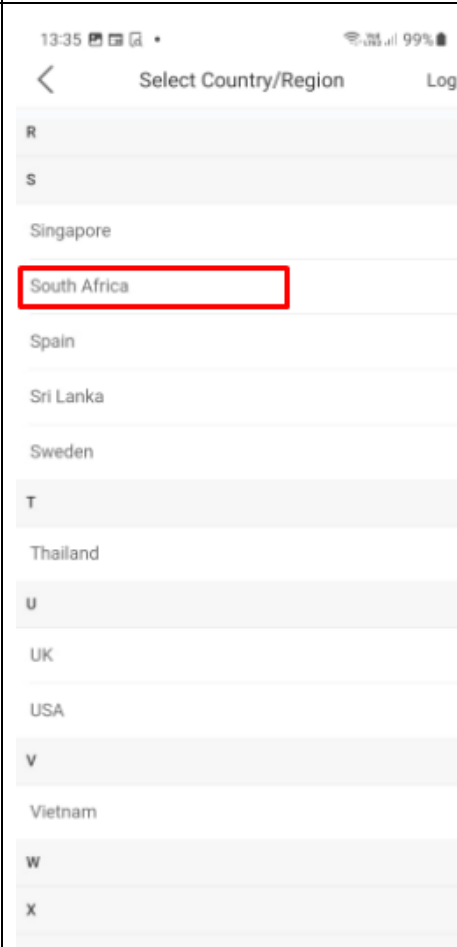 13:35 99%
Select Country/Region Log
R
S
Singapore
South Africa
Spain
Sri Lanka
Sweden
T
Thailand
U
UK
USA
V
Vietnam
W
X